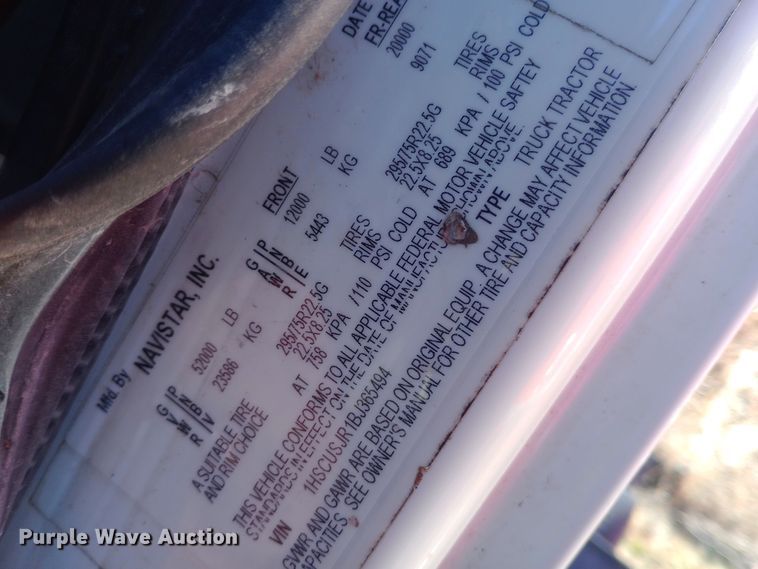 Mfd. By NAVISTAR, INC. DATE
FRONT FR-REA
GVWR PNBV 52000 LB GAWR PNBE 12000 LB 20000
23586 KG 5443 KG 9071
A SUITABLE TIRE 295/75R22.5G TIRES 295/75R22.5G TIRES
AND RIM CHOICE 22.5X8.25 RIMS 22.5X8.25 RIMS
AT 758 KPA /110 PSI COLD AT 689 KPA / 100 PSI COLD
THIS VEHICLE CONFORMS TO ALL APPLICABLE FEDERAL MOTOR VEHICLE SAFTEY
STANDARDS IN EFFECT ON THE DATE OF MANUFACTURE SHOWN ABOVE.
VIN 1HSCUSJR1BJ365494 TYPE TRUCK TRACTOR
GVWR AND GAWR ARE BASED ON ORIGINAL EQUIP. A CHANGE MAY AFFECT VEHICLE
CAPACITIES, SEE OWNER'S MANUAL FOR OTHER TIRE AND CAPACITY INFORMATION.
Purple Wave Auction